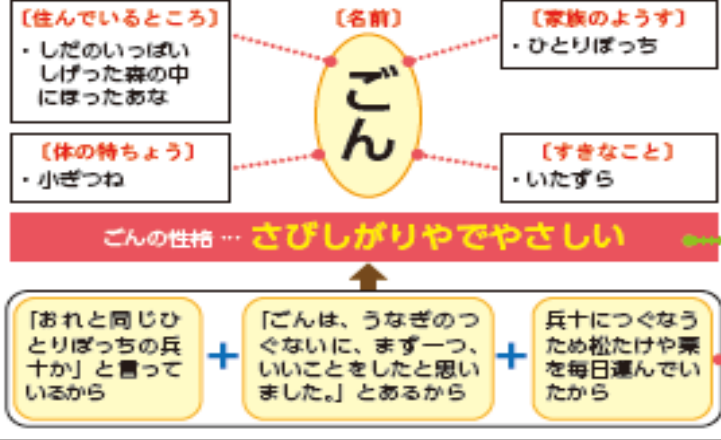 〔住んでいるところ〕
・しだのいっぱい
しげった森の中
にほったあな
〔名前〕
ごん
〔家族のようす〕
・ひとりぼっち
〔体の特ちょう〕
・小ぎつね
〔すきなこと〕
・いたずら
ごんの性格…さびしがりやでやさしい
「おれと同じひ
とりぼっちの兵
十か」と言って
いるから
+
「ごんは、うなぎのつ
ぐないに、まず一つ、
いいことをしたと思い
ました。」とあるから
+
兵十につぐなう
ため松たけや栗
を毎日運んでい
たから